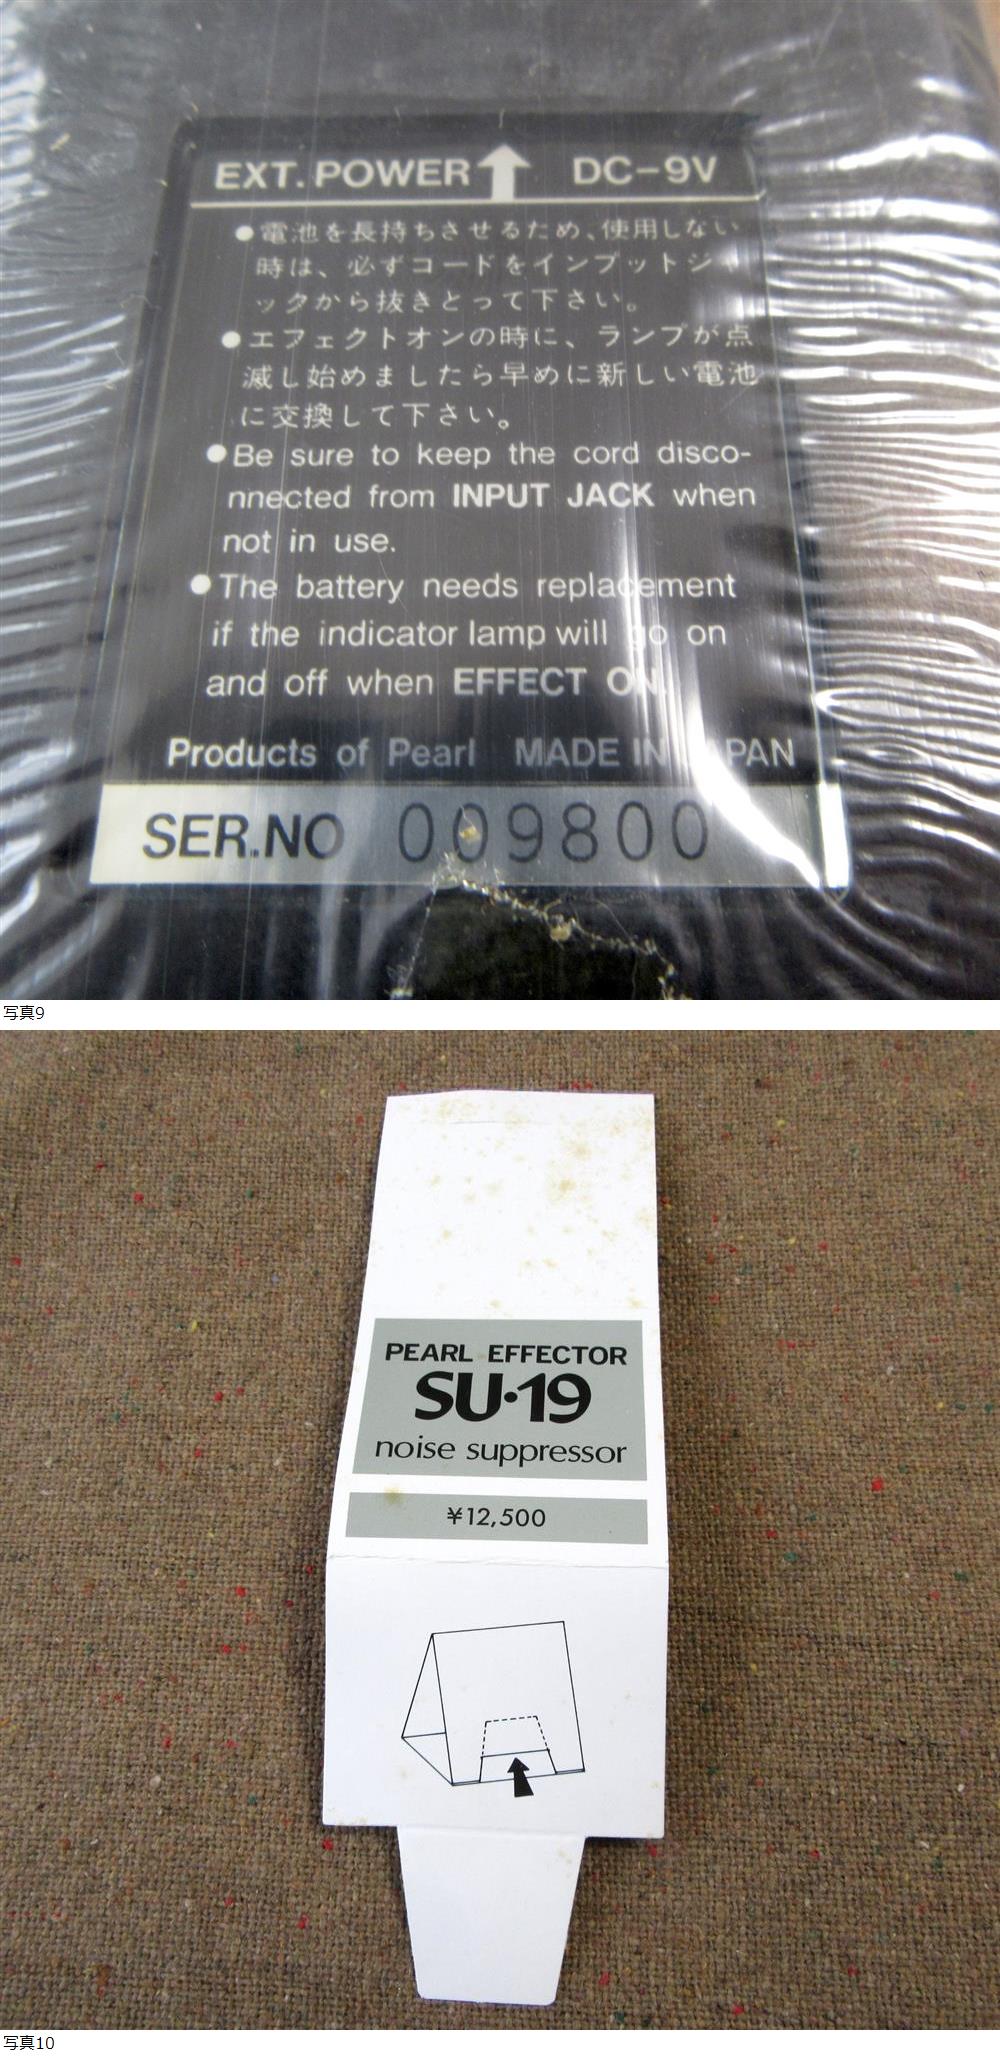 EXT. POWER DC-9V
●電池を長持ちさせるため、使用しない
時は、必ずコードをインプットジャ
ックから抜きとって下さい。
●エフェクトオンの時に、ランプが点
滅し始めましたら早めに新しい電池
に交換して下さい。
●Be sure to keep the cord disco-
nnected from INPUT JACK when
not in use.
●The battery needs replacement
if the indicator lamp will go on
and off when EFFECT ON.
Products of Pearl MADE IN JAPAN
SER.NO 009800
写真9
PEARL EFFECTOR
SU·19
noise suppressor
¥12,500
写真10